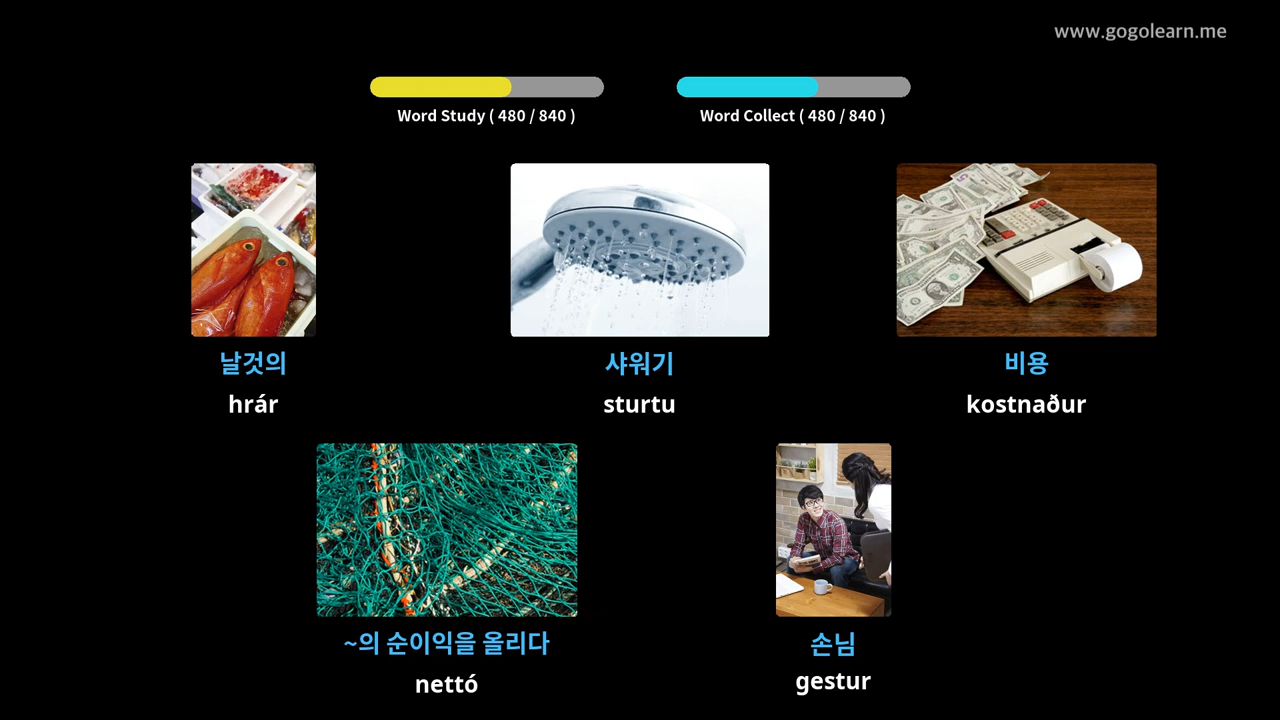 www.gogolearn.me
Word Study ( 480 / 840 )
Word Collect ( 480 / 840 )
날것의
샤워기
비용
hrár
sturtu
kostnaður
~의 순이익을 올리다
손님
nettó
gestur